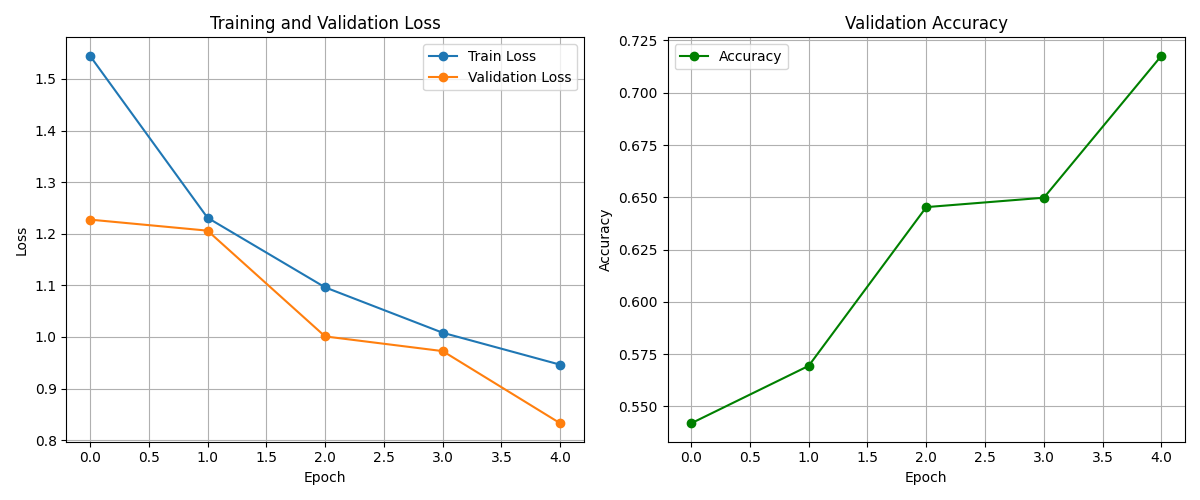 Training and Validation Loss
Train Loss
Validation Loss
Loss
1.5
1.4
1.3
1.2
1.1
1.0
0.9
0.8
0.0 0.5 1.0 1.5 2.0 2.5 3.0 3.5 4.0
Epoch
Validation Accuracy
Accuracy
Accuracy
0.725
0.700
0.675
0.650
0.625
0.600
0.575
0.550
0.0 0.5 1.0 1.5 2.0 2.5 3.0 3.5 4.0
Epoch